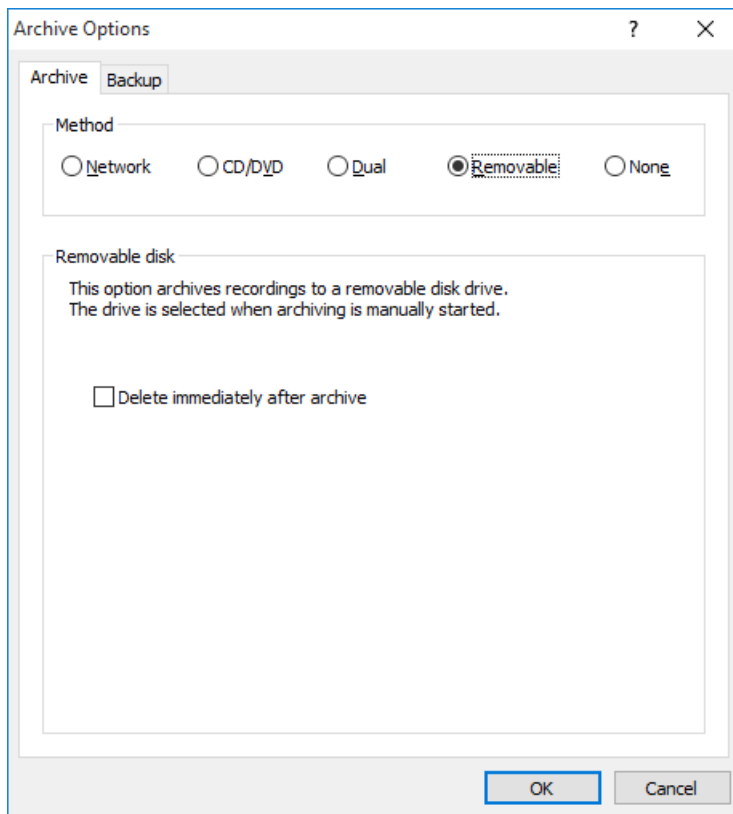 Archive Options ?
Archive Backup
Method
Network CD/DVD Dual Removable None
Removable disk
This option archives recordings to a removable disk drive.
The drive is selected when archiving is manually started.
Delete immediately after archive
OK Cancel